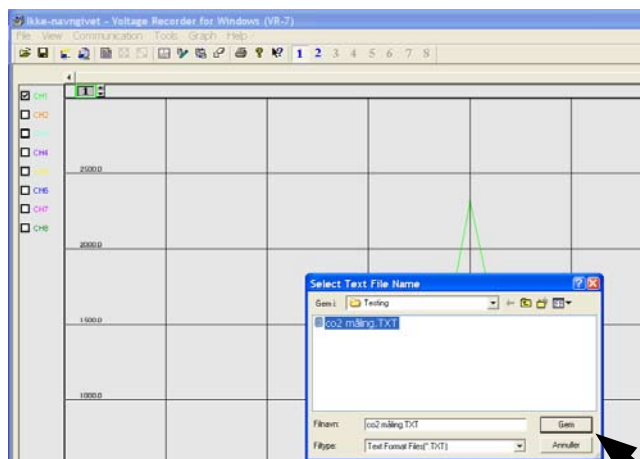 Ikke-navngivet - Voltage Recorder for Windows (VR-7)
File View Communication Tools Graph Help
1 2 3 4 5 6 7 8
1
CH1
CH2
CH4
CH6
CH7
CH8
2500.0
2000.0
1500.0
1000.0
Select Text File Name
Gem i: Testing
co2 måling.TXT
Filnavn: co2 måling.TXT Gem
Filtype: Text Format Files(*.TXT) Annuller